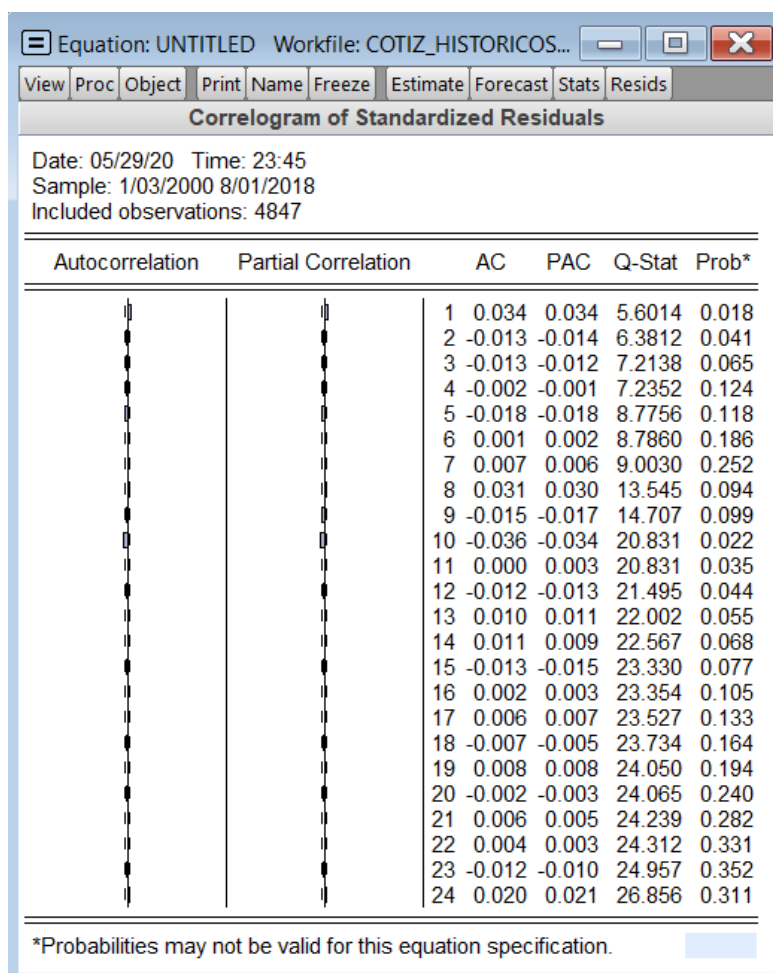 Equation: UNTITLED Workfile: COTIZ_HISTORICOS...
View Proc Object Print Name Freeze Estimate Forecast Stats Resids
Correlogram of Standardized Residuals
Date: 05/29/20 Time: 23:45
Sample: 1/03/2000 8/01/2018
Included observations: 4847
Autocorrelation Partial Correlation AC PAC Q-Stat Prob*
1 0.034 0.034 5.6014 0.018
2 -0.013 -0.014 6.3812 0.041
3 -0.013 -0.012 7.2138 0.065
4 -0.002 -0.001 7.2352 0.124
5 -0.018 -0.018 8.7756 0.118
6 0.001 0.002 8.7860 0.186
7 0.007 0.006 9.0030 0.252
8 0.031 0.030 13.545 0.094
9 -0.015 -0.017 14.707 0.099
10 -0.036 -0.034 20.831 0.022
11 0.000 0.003 20.831 0.035
12 -0.012 -0.013 21.495 0.044
13 0.010 0.011 22.002 0.055
14 0.011 0.009 22.567 0.068
15 -0.013 -0.015 23.330 0.077
16 0.002 0.003 23.354 0.105
17 0.006 0.007 23.527 0.133
18 -0.007 -0.005 23.734 0.164
19 0.008 0.008 24.050 0.194
20 -0.002 -0.003 24.065 0.240
21 0.006 0.005 24.239 0.282
22 0.004 0.003 24.312 0.331
23 -0.012 -0.010 24.957 0.352
24 0.020 0.021 26.856 0.311
*Probabilities may not be valid for this equation specification.